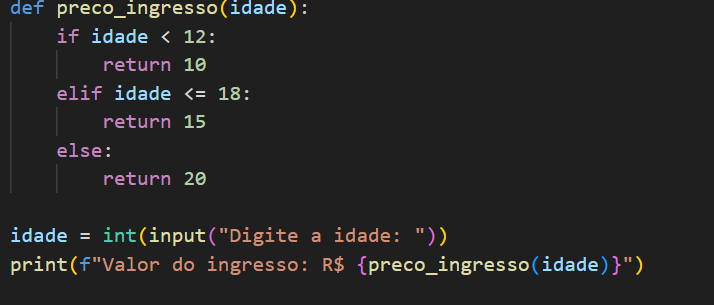 def preco_ingresso(idade):
    if idade < 12:
        return 10
    elif idade <= 18:
        return 15
    else:
        return 20

idade = int(input("Digite a idade: "))
print(f"Valor do ingresso: R$ {preco_ingresso(idade)}")